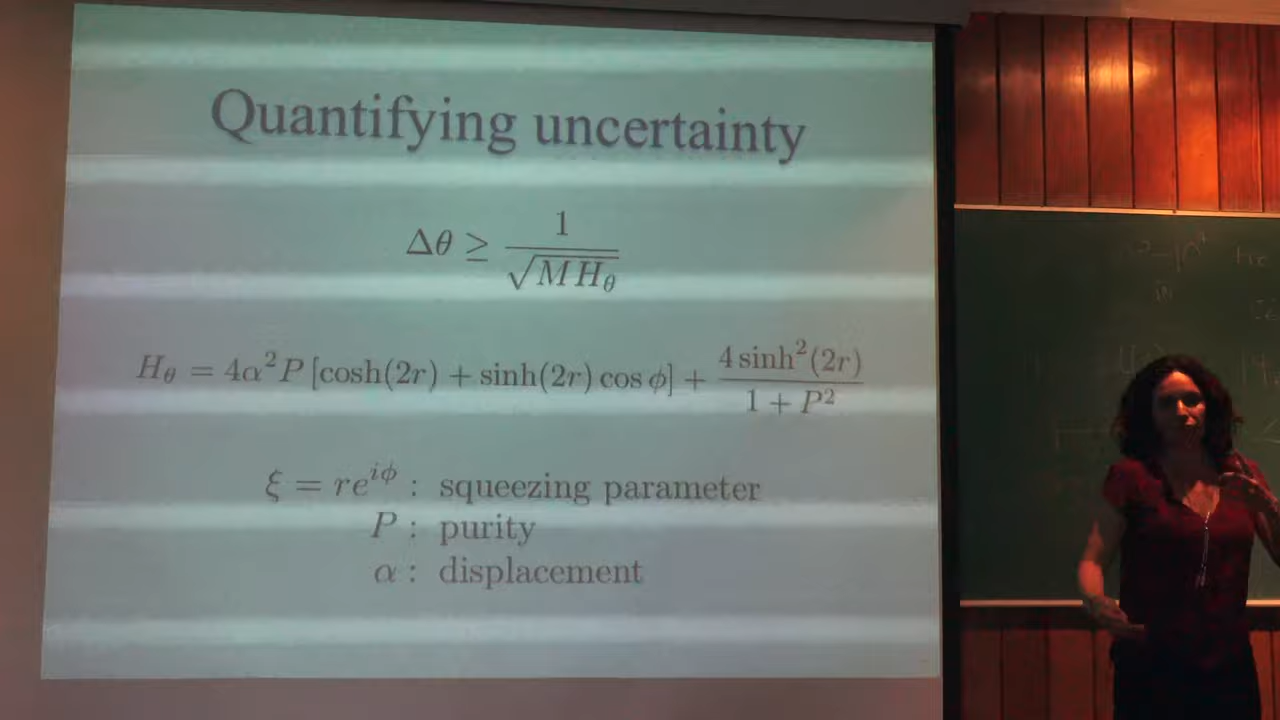 Quantifying uncertainty
Δθ ≥ 1/√(M H_θ)
H_θ = 4α²P [cosh(2r) + sinh(2r) cos ϕ] + 4 sinh²(2r)/(1 + P²)
ξ = re^{iϕ} : squeezing parameter
P : purity
α : displacement